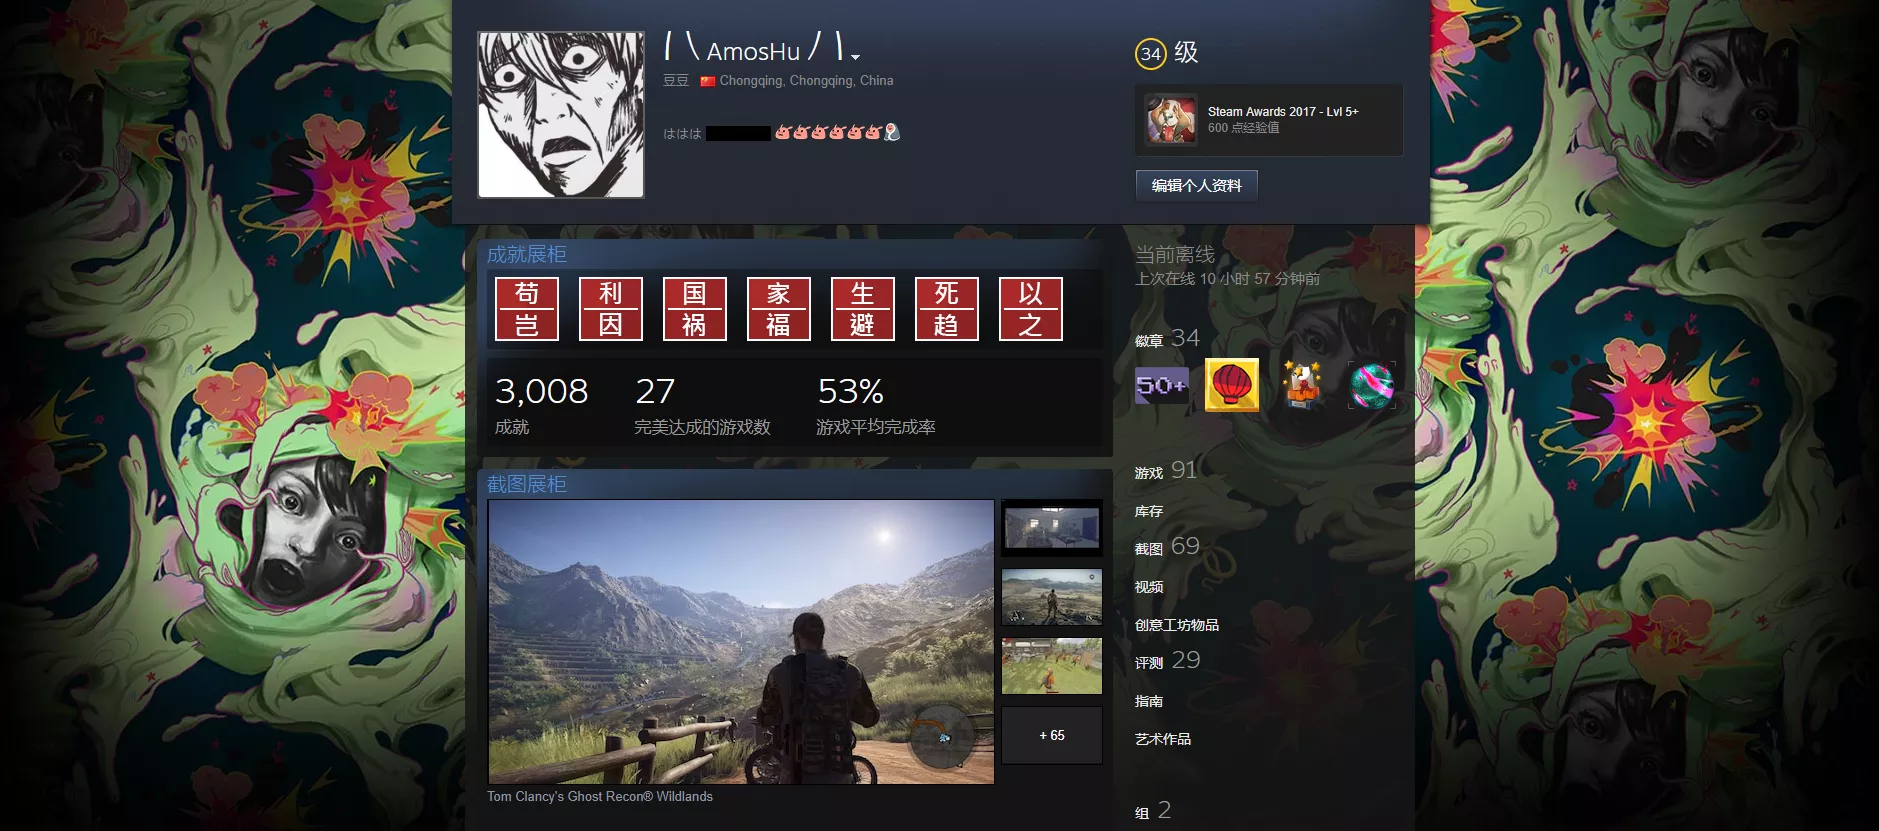 AmosHu
豆豆 Chongqing, Chongqing, China
ははは
34 级
Steam Awards 2017 - Lvl 5+
600 点经验值
编辑个人资料
成就展柜
苟 利 国 家 生 死 以
岂 因 祸 福 避 趋 之
3,008 27 53%
成就 完美达成的游戏数 游戏平均完成率
截图展柜
+ 65
Tom Clancy's Ghost Recon® Wildlands
当前离线
上次在线 10 小时 57 分钟前
徽章 34
50+
游戏 91
库存
截图 69
视频
创意工坊物品
评测 29
指南
艺术作品
组 2